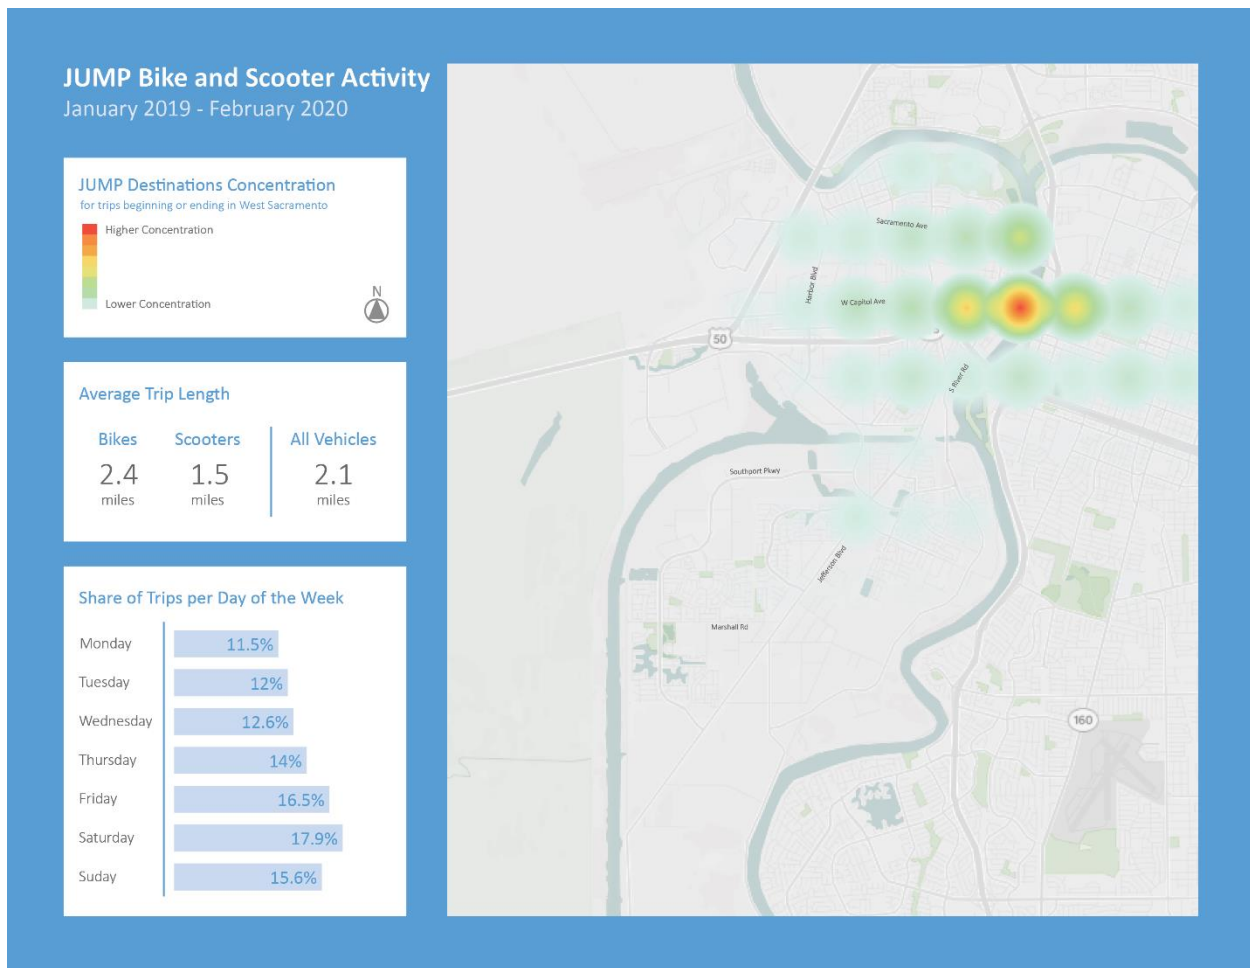 JUMP Bike and Scooter Activity
January 2019 - February 2020
JUMP Destinations Concentration
for trips beginning or ending in West Sacramento
Higher Concentration
Lower Concentration
N
Average Trip Length
Bikes Scooters All Vehicles
2.4 1.5 2.1
miles miles miles
Share of Trips per Day of the Week
Monday 11.5%
Tuesday 12%
Wednesday 12.6%
Thursday 14%
Friday 16.5%
Saturday 17.9%
Suday 15.6%
Sacramento Ave
Harbor Blvd
W Capitol Ave
50
S River Rd
Southport Pkwy
Jefferson Blvd
Marshall Rd
160